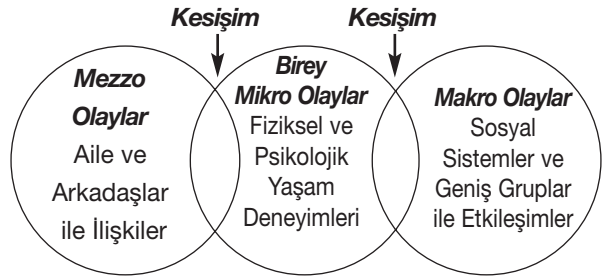 Kesişim
Kesişim
Mezzo
Olaylar
Aile ve
Arkadaşlar
ile İlişkiler
Birey
Mikro Olaylar
Fiziksel ve
Psikolojik
Yaşam
Deneyimleri
Makro Olaylar
Sosyal
Sistemler ve
Geniş Gruplar
ile Etkileşimler